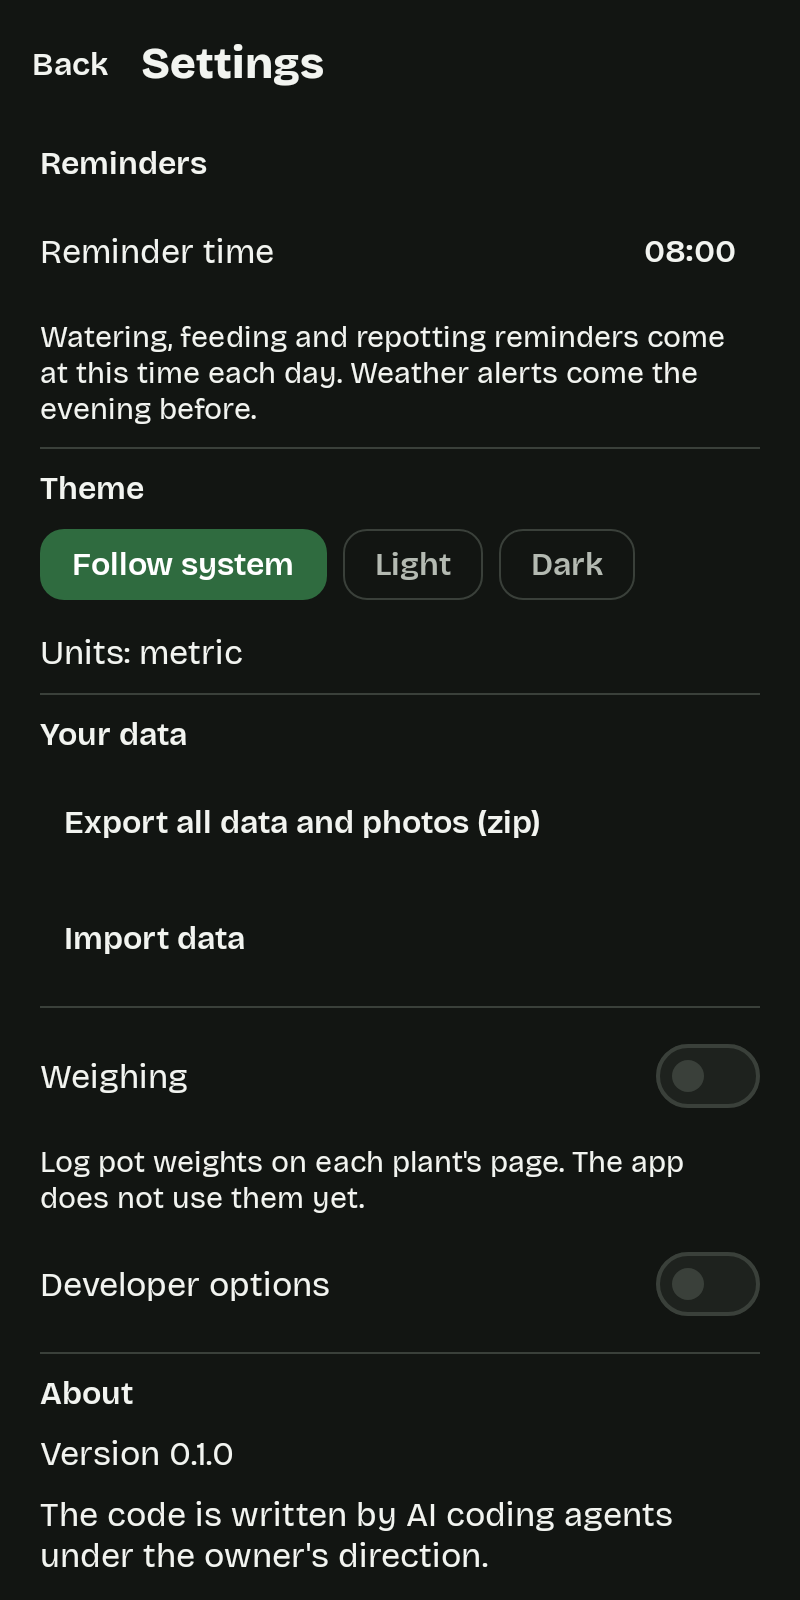 Back Settings
Reminders
Reminder time 08:00
Watering, feeding and repotting reminders come
at this time each day. Weather alerts come the
evening before.
Theme
Follow system Light Dark
Units: metric
Your data
Export all data and photos (zip)
Import data
Weighing
Log pot weights on each plant's page. The app
does not use them yet.
Developer options
About
Version 0.1.0
The code is written by AI coding agents
under the owner's direction.